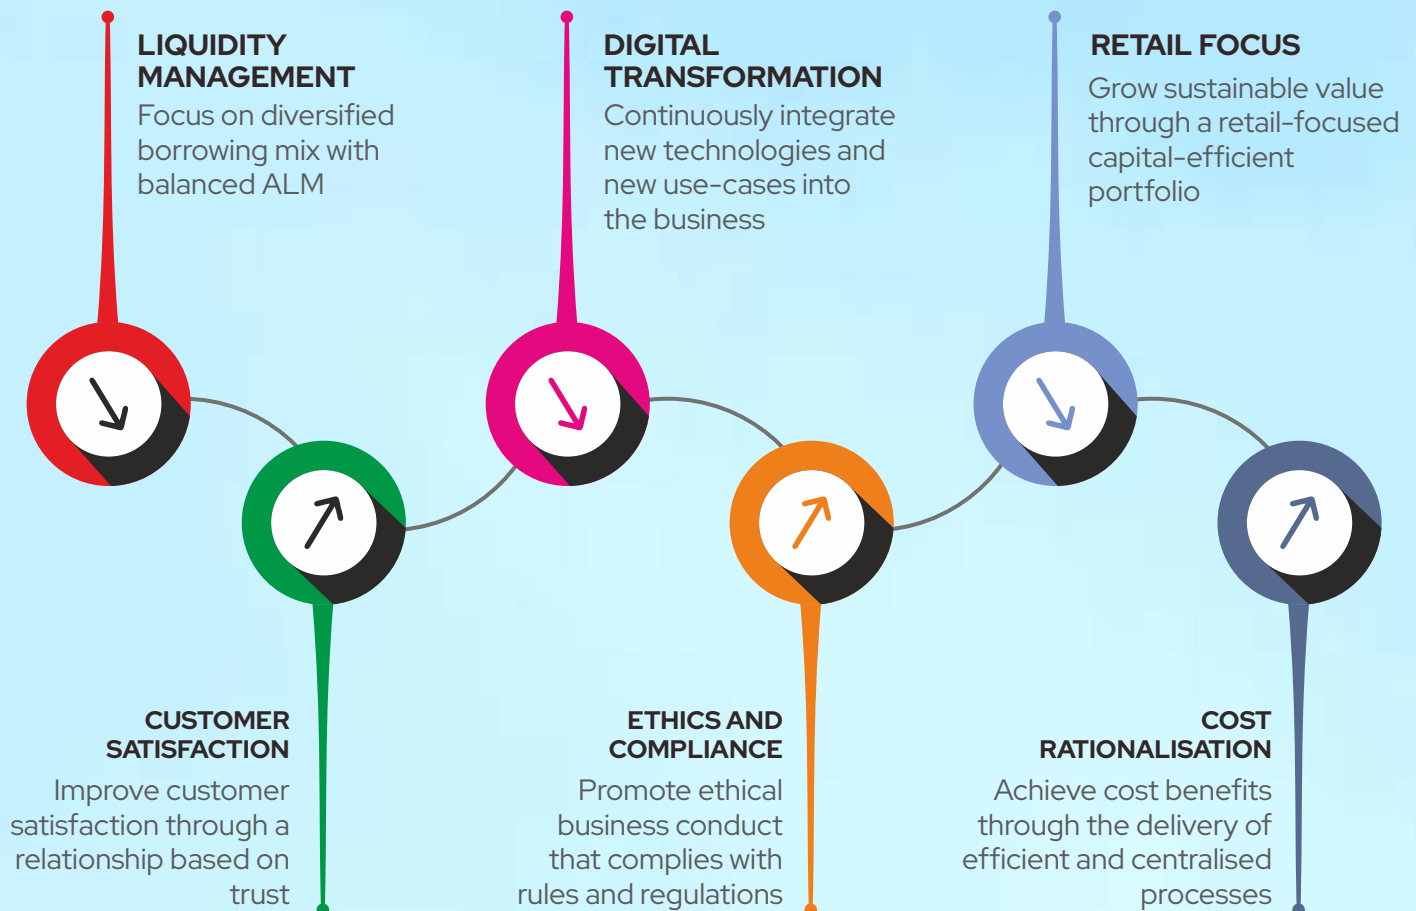 LIQUIDITY
MANAGEMENT
Focus on diversified
borrowing mix with
balanced ALM
DIGITAL
TRANSFORMATION
Continuously integrate
new technologies and
new use-cases into
the business
RETAIL FOCUS
Grow sustainable value
through a retail-focused
capital-efficient
portfolio
CUSTOMER
SATISFACTION
Improve customer
satisfaction through a
relationship based on
trust
ETHICS AND
COMPLIANCE
Promote ethical
business conduct
that complies with
rules and regulations
COST
RATIONALISATION
Achieve cost benefits
through the delivery of
efficient and centralised
processes